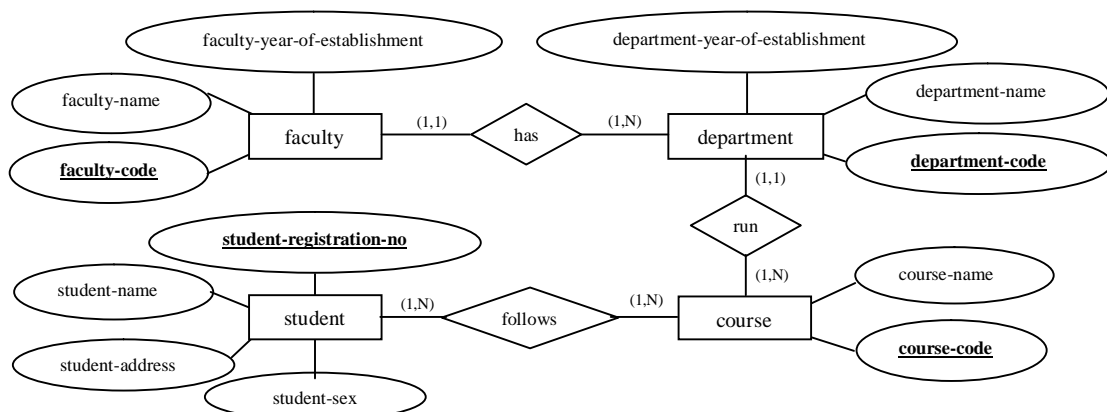 faculty-year-of-establishment
department-year-of-establishment
faculty-name
department-name
faculty
(1,1)
has
(1,N)
department
faculty-code
department-code
(1,1)
run
student-registration-no
(1,N)
course-name
student-name
student
(1,N)
follows
(1,N)
course
student-address
course-code
student-sex